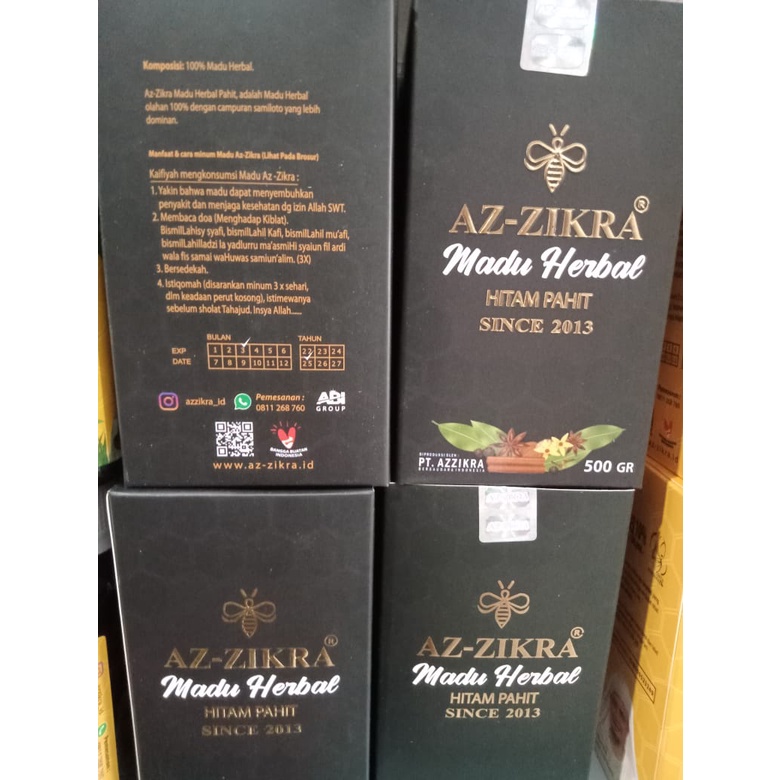 Komposisi: 100% Madu Herbal.
Az-Zikra Madu Herbal Pahit, adalah Madu Herbal
olahan 100% dengan campuran samiloto yang lebih
dominan.
Manfaat & cara minum Madu Az-Zikra (Lihat Pada Brosur)
Kaifiyah mengkonsumsi Madu Az -Zikra :
1. Yakin bahwa madu dapat menyembuhkan
penyakit dan menjaga kesehatan dg izin Allah SWT.
2. Membaca doa (Menghadap Kiblat).
BismilLahisy syafi, bismilLahil Kafi, bismilLahil mu'afi,
bismilLahilladzi la yadlurru ma'asmiHi syaiun fil ardi
wala fis samai waHuwas samiun'alim. (3X)
3. Bersedekah.
4. Istiqomah (disarankan minum 3 x sehari,
dlm keadaan perut kosong), istimewanya
sebelum sholat Tahajud. Insya Allah.....
BULAN TAHUN
EXP 1 2 3 4 5 6 22 23 24
DATE 7 8 9 10 11 12 25 26 27
azzikra_id
Pemesanan :
0811 268 760
ABI
GROUP
BANGGA BUATAN
INDONESIA
www.az-zikra.id
AZ-ZIKRA®
Madu Herbal
HITAM PAHIT
SINCE 2013
DIPRODUKSI OLEH :
PT. AZZIKRA
BERSAUDARA INDONESIA
500 GR
AZ-ZIKRA®
Madu Herbal
HITAM PAHIT
SINCE 2013
AZ-ZIKRA®
Madu Herbal
HITAM PAHIT
SINCE 2013